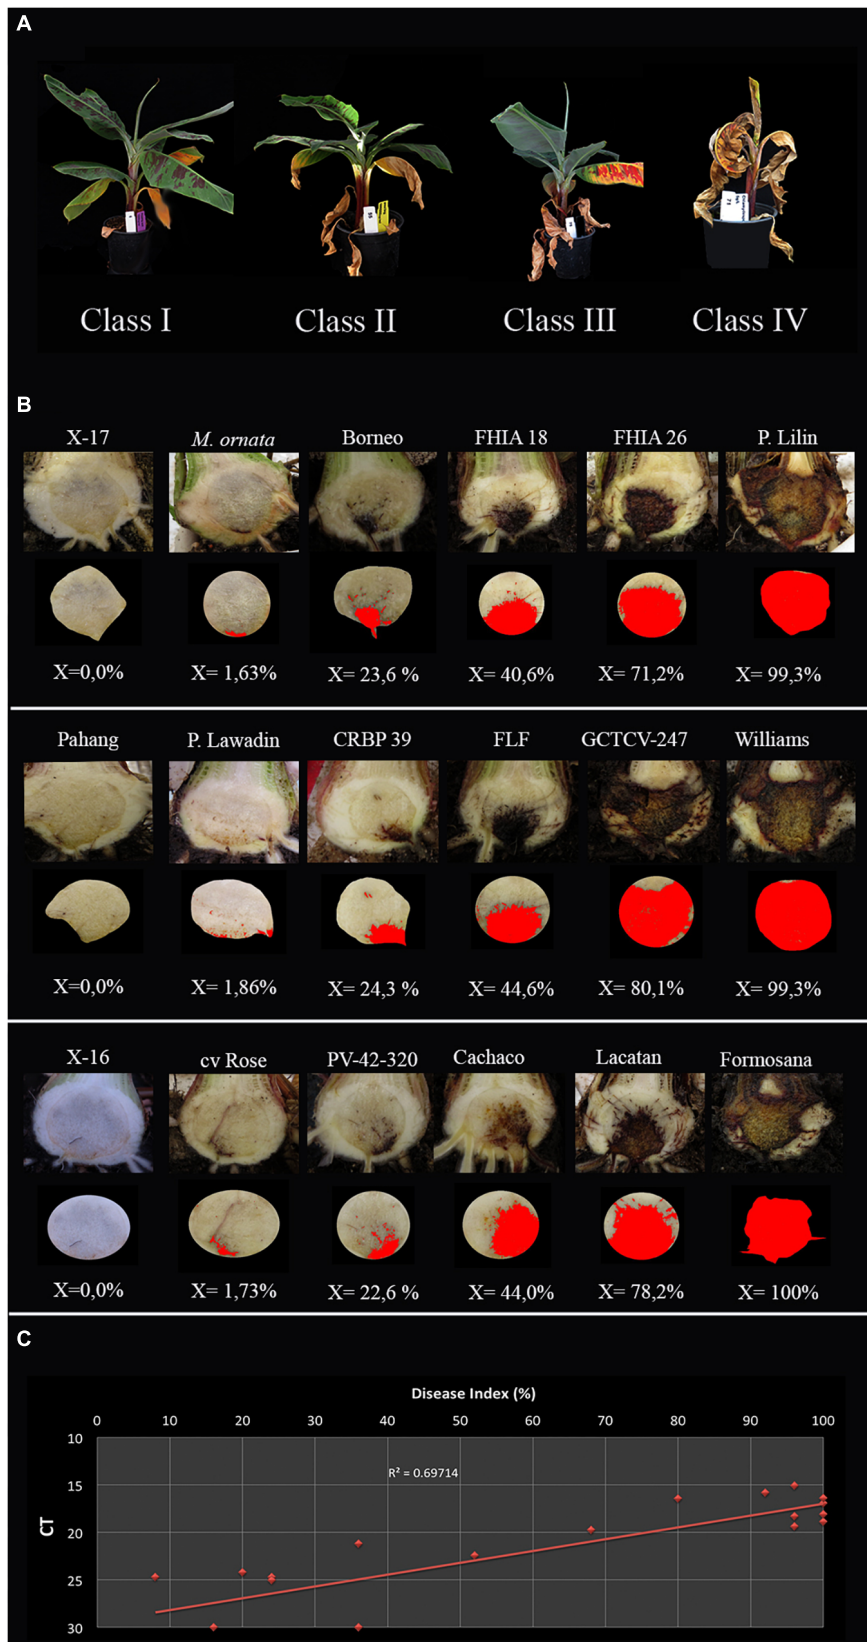 A
Class I Class II Class III Class IV
B
X-17 M. ornata Borneo FHIA 18 FHIA 26 P. Lilin
X=0,0% X= 1,63% X= 23,6 % X= 40,6% X= 71,2% X= 99,3%
Pahang P. Lawadin CRBP 39 FLF GCTCV-247 Williams
X=0,0% X= 1,86% X= 24,3 % X= 44,6% X= 80,1% X= 99,3%
X-16 cv Rose PV-42-320 Cachaco Lacatan Formosana
X=0,0% X= 1,73% X= 22,6 % X= 44,0% X= 78,2% X= 100%
C
Disease Index (%)
0 10 20 30 40 50 60 70 80 90 100
10
R² = 0.69714
15
CT
20
25
30